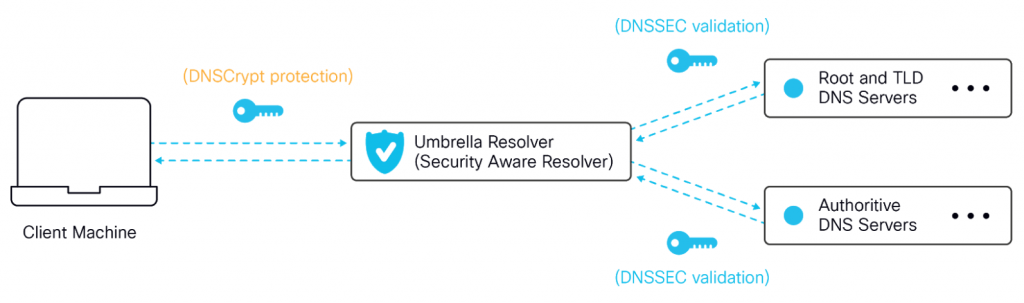 (DNSSEC validation)
(DNSCrypt protection)
Root and TLD
DNS Servers
Umbrella Resolver
(Security Aware Resolver)
Client Machine
Authoritive
DNS Servers
(DNSSEC validation)